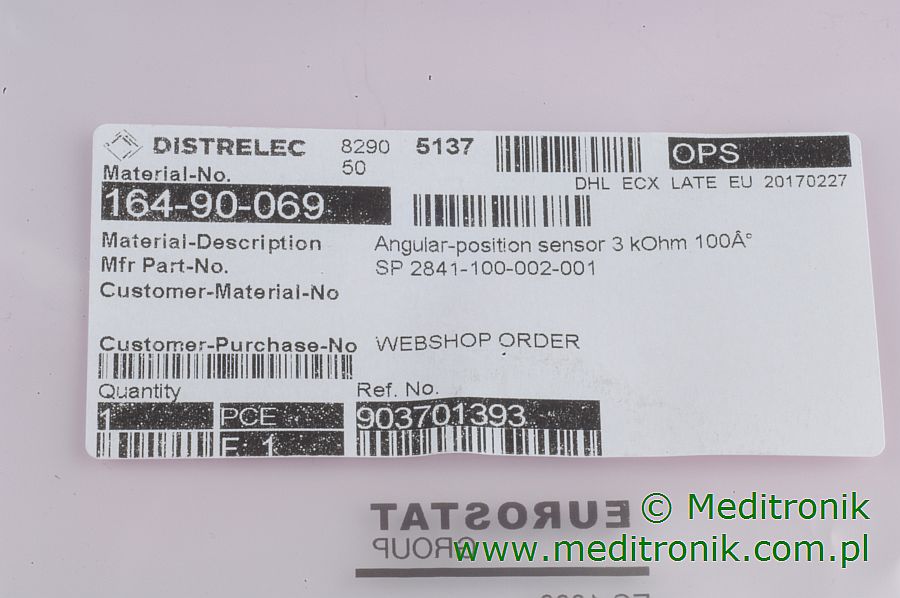 DISTRELEC 8290 5137 OPS
50
Material-No. DHL ECX LATE EU 20170227
164-90-069
Material-Description Angular-position sensor 3 kOhm 100Â°
Mfr Part-No. SP 2841-100-002-001
Customer-Material-No
Customer-Purchase-No WEBSHOP ORDER
Quantity Ref. No.
1 PCE 903701393
F 1
EUROSTAT
GROUP
© Meditronik
www.meditronik.com.pl